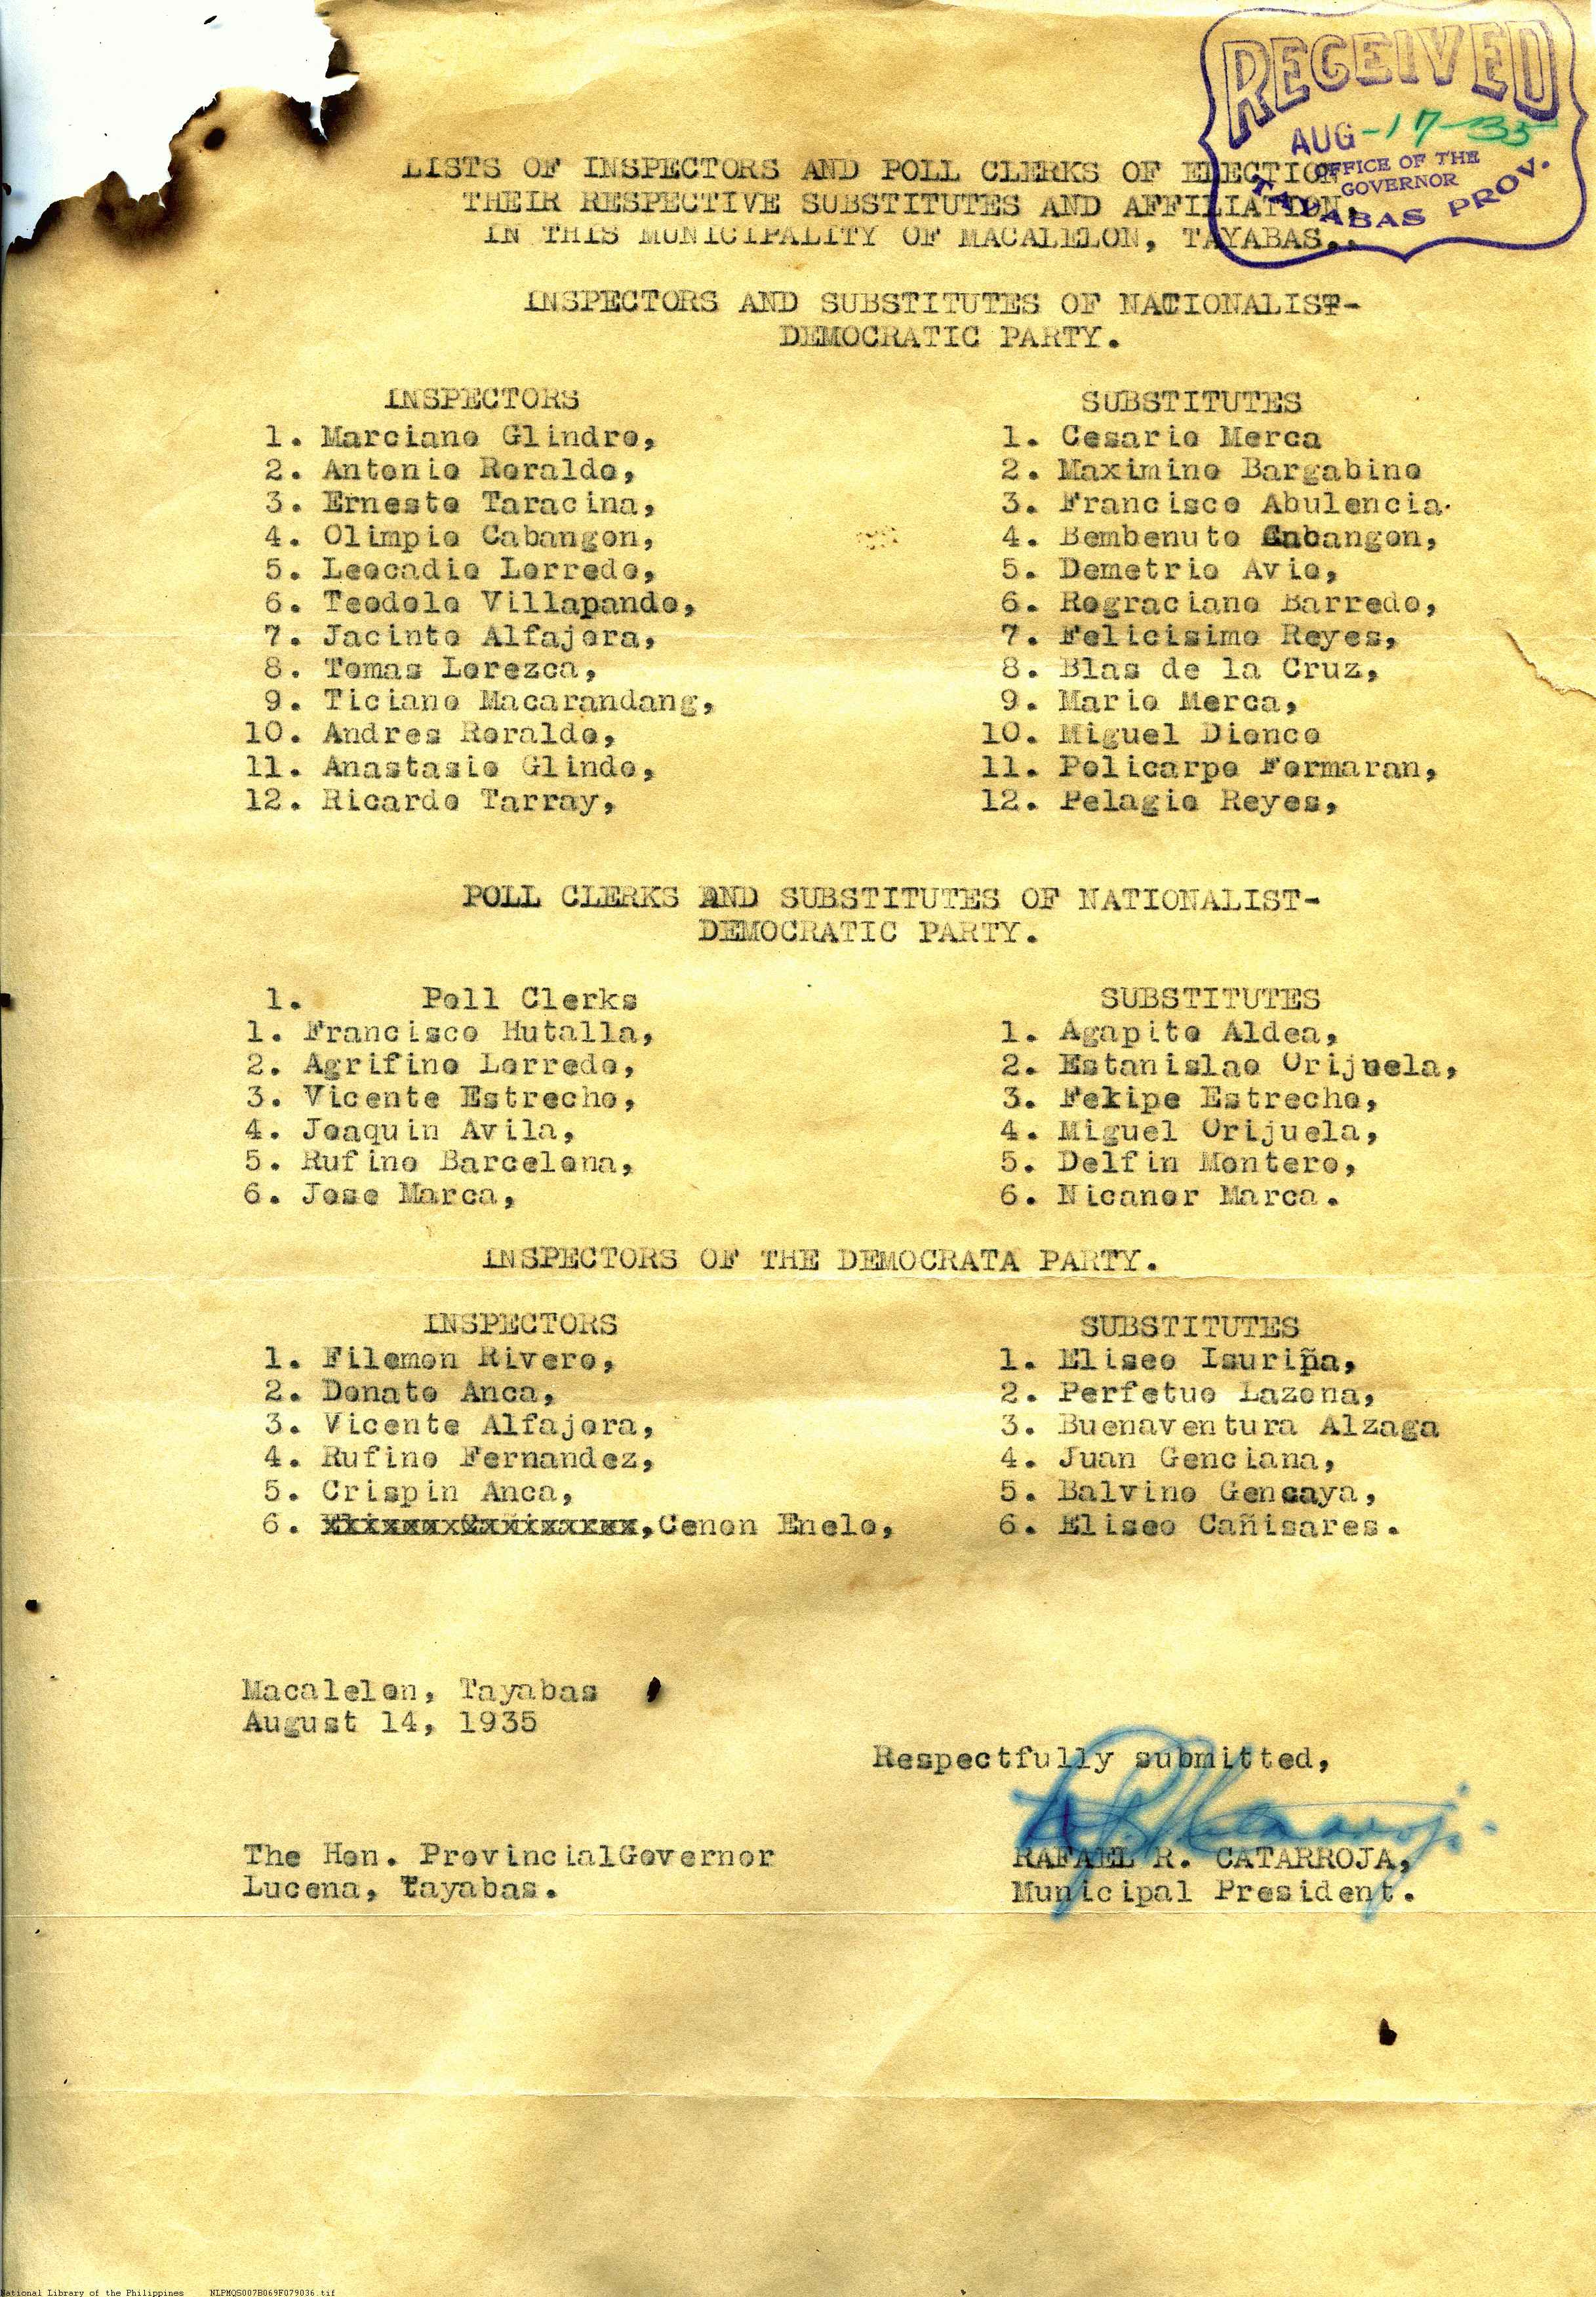 RECEIVED
AUG-17-35
OFFICE OF THE
GOVERNOR
TAYABAS PROV.
LISTS OF INSPECTORS AND POLL CLERKS OF ELECTION
THEIR RESPECTIVE SUBSTITUTES AND AFFILIATION,
IN THIS MUNICIPALITY OF MACALELON, TAYABAS..
INSPECTORS AND SUBSTITUTES OF NATIONALIST-
DEMOCRATIC PARTY.
INSPECTORS SUBSTITUTES
1. Marciano Glindro, 1. Cesario Merca
2. Antonio Roraldo, 2. Maximino Bargabino
3. Ernesto Taracina, 3. Francisco Abulencia.
4. Olimpio Cabangon, 4. Bembenuto Cabangon,
5. Leocadio Lorredo, 5. Demetrio Avio,
6. Teodolo Villapando, 6. Rograciano Barredo,
7. Jacinto Alfajora, 7. Felicisimo Reyes,
8. Tomas Lorezca, 8. Blas de la Cruz,
9. Ticiano Macarandang, 9. Mario Merca,
10. Andres Roraldo, 10. Miguel Dionco
11. Anastasio Glindo, 11. Policarpo Formaran,
12. Ricardo Tarray, 12. Pelagio Reyes,
POLL CLERKS AND SUBSTITUTES OF NATIONALIST-
DEMOCRATIC PARTY.
1. Poll Clerks SUBSTITUTES
1. Francisco Hutalla, 1. Agapito Aldea,
2. Agrifino Lorredo, 2. Estanislao Orijuela,
3. Vicente Estrecho, 3. Felipe Estrecho,
4. Joaquin Avila, 4. Miguel Orijuela,
5. Rufino Barcelona, 5. Delfin Montero,
6. Jose Marca, 6. Nicanor Marca.
INSPECTORS OF THE DEMOCRATA PARTY.
INSPECTORS SUBSTITUTES
1. Filemon Rivero, 1. Eliseo Isuriña,
2. Donato Anca, 2. Perfetuo Lazona,
3. Vicente Alfajora, 3. Buenaventura Alzaga
4. Rufino Fernandez, 4. Juan Genciana,
5. Crispin Anca, 5. Balvino Gencaya,
6. Cenon Enelo, 6. Eliseo Cañisares.
Macalelon, Tayabas
August 14, 1935
Respectfully submitted,
The Hon. ProvincialGovernor RAFAEL R. CATARROJA,
Lucena, tayabas. Municipal President.
National Library of the Philippines NLPMQS007B069F079036.tif